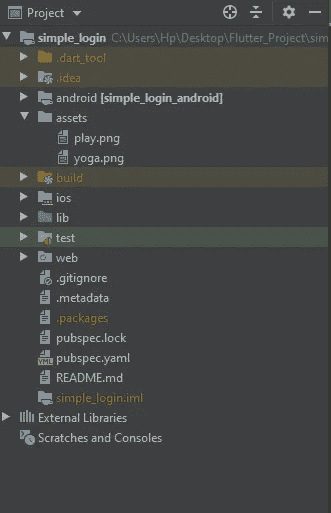 Project
simple_login C:\Users\Hp\Desktop\Flutter_Project\sim
.dart_tool
.idea
android [simple_login_android]
assets
play.png
yoga.png
build
ios
lib
test
web
.gitignore
.metadata
.packages
pubspec.lock
pubspec.yaml
README.md
simple_login.iml
External Libraries
Scratches and Consoles